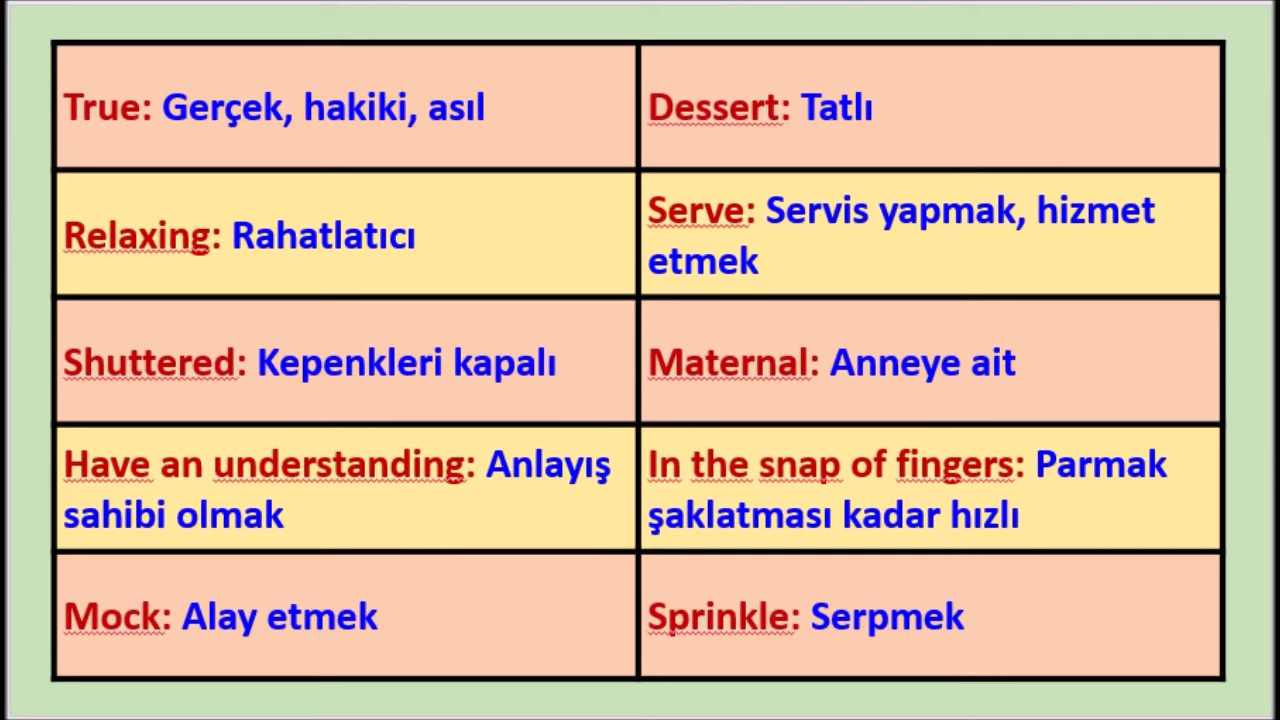 True: Gerçek, hakiki, asıl
Dessert: Tatlı
Relaxing: Rahatlatıcı
Serve: Servis yapmak, hizmet
etmek
Shuttered: Kepenkleri kapalı
Maternal: Anneye ait
Have an understanding: Anlayış
sahibi olmak
In the snap of fingers: Parmak
şaklatması kadar hızlı
Mock: Alay etmek
Sprinkle: Serpmek